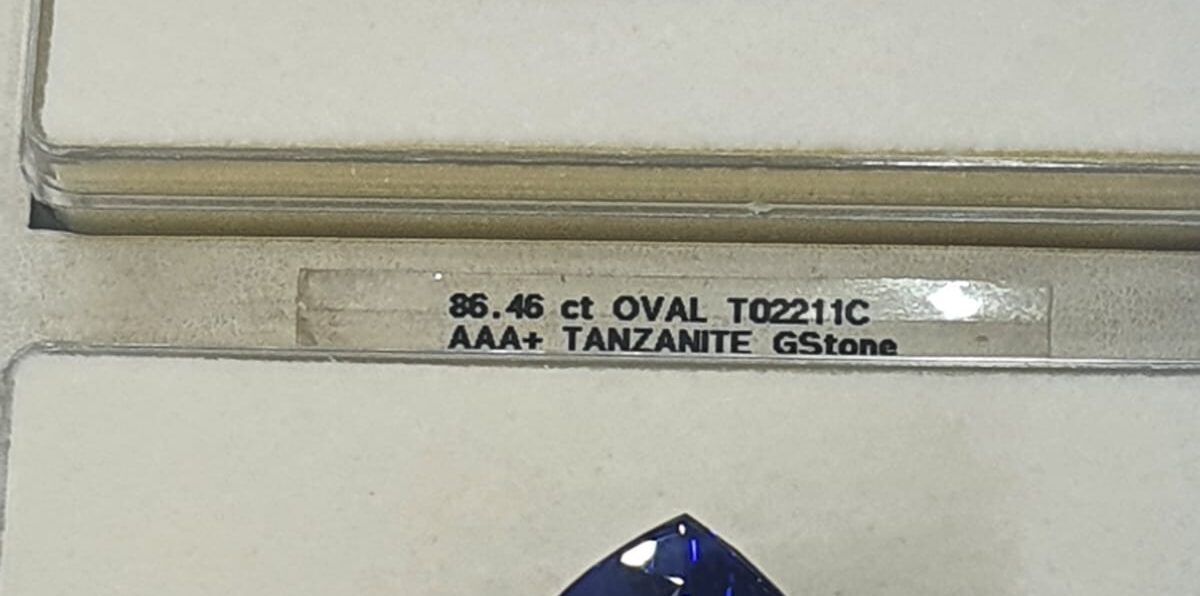 86.46 ct OVAL T02211C
AAA+ TANZANITE GStone